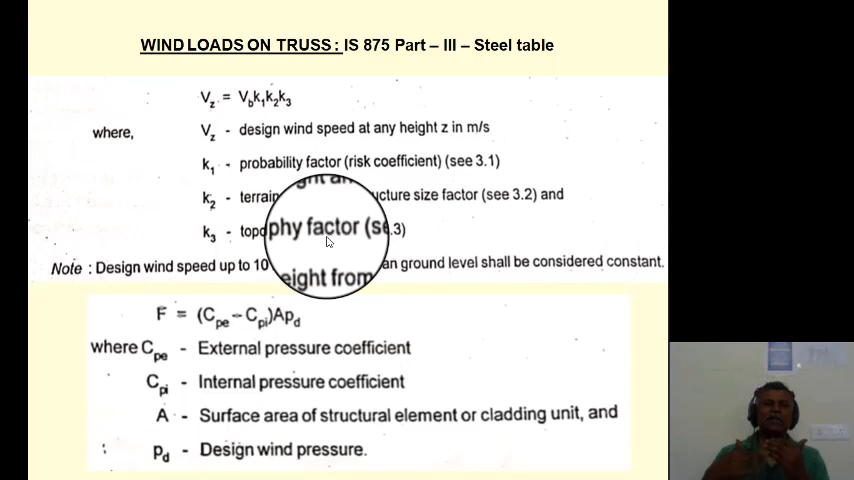 WIND LOADS ON TRUSS : IS 875 Part – III – Steel table
Vz = Vbk1k2k3
where, Vz - design wind speed at any height z in m/s
k1 - probability factor (risk coefficient) (see 3.1)
k2 - terrain ucture size factor (see 3.2) and
k3 - topo phy factor (se .3)
Note : Design wind speed up to 10 eight from an ground level shall be considered constant.
F = (Cpe – Cpi)Apd
where Cpe - External pressure coefficient
Cpi - Internal pressure coefficient
A - Surface area of structural element or cladding unit, and
pd - Design wind pressure.